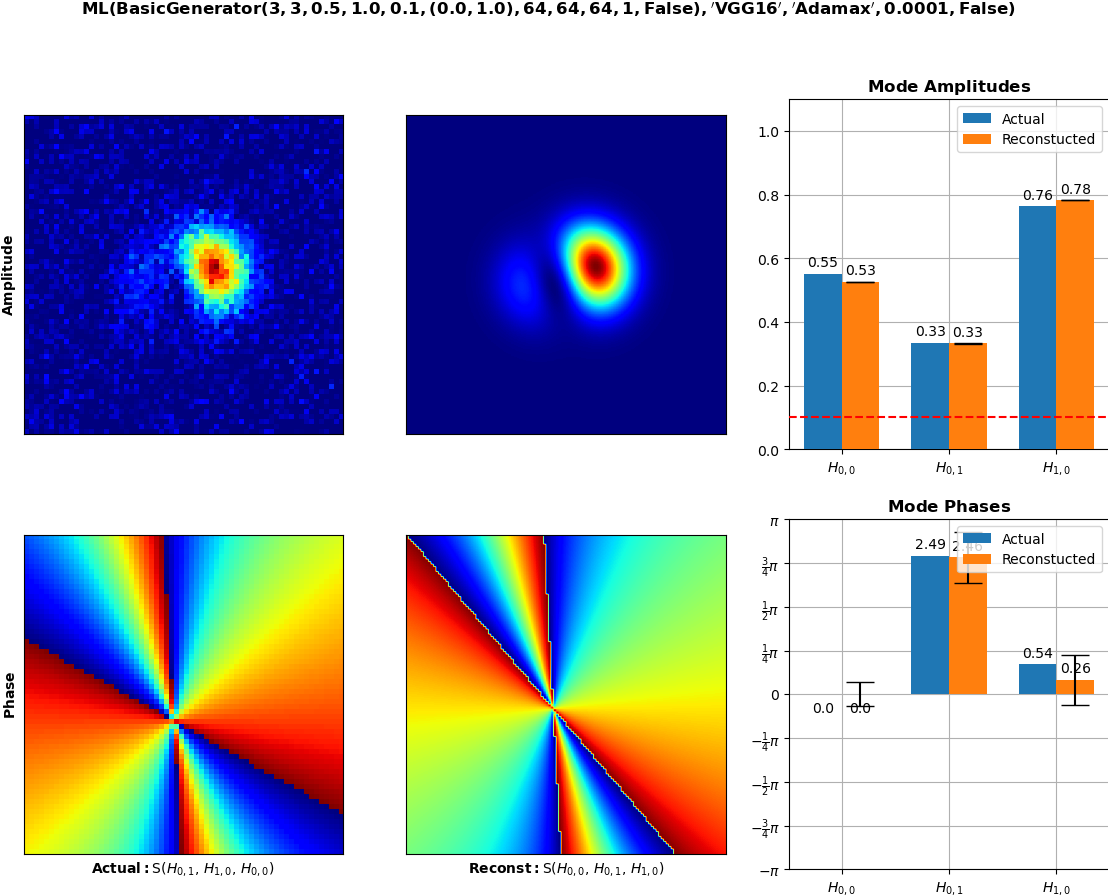 ML(BasicGenerator(3, 3, 0.5, 1.0, 0.1, (0.0, 1.0), 64, 64, 64, 1, False), ′VGG16′, ′Adamax′, 0.0001, False)
Amplitude
Mode Amplitudes
Actual
Reconstucted
1.0
0.8
0.6
0.4
0.2
0.0
0.55
0.53
0.33
0.33
0.76
0.78
H0,0
H0,1
H1,0
Phase
Actual: S(H0,1, H1,0, H0,0)
Reconst: S(H0,0, H0,1, H1,0)
Mode Phases
Actual
Reconstucted
π
3/4π
1/2π
1/4π
0
−1/4π
−1/2π
−3/4π
−π
0.0
0.0
2.49
2.46
0.54
0.26
H0,0
H0,1
H1,0